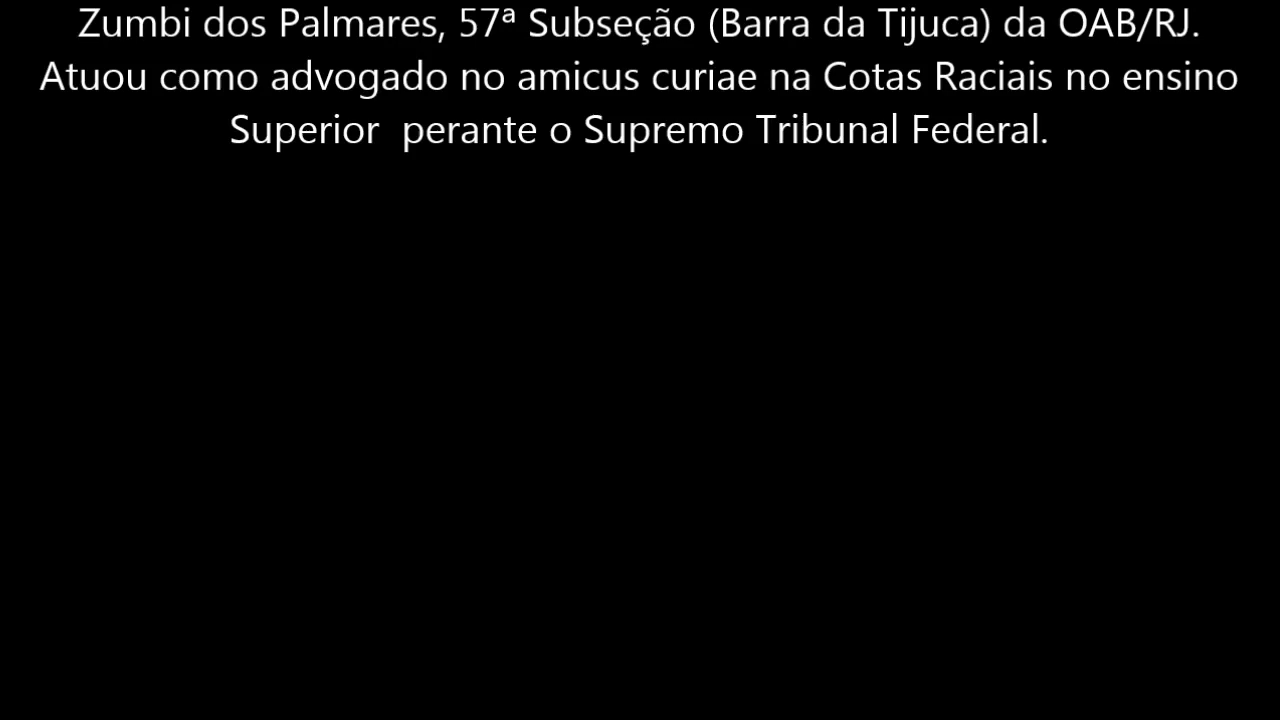 Zumbi dos Palmares, 57ª Subseção (Barra da Tijuca) da OAB/RJ.
Atuou como advogado no amicus curiae na Cotas Raciais no ensino
Superior  perante o Supremo Tribunal Federal.